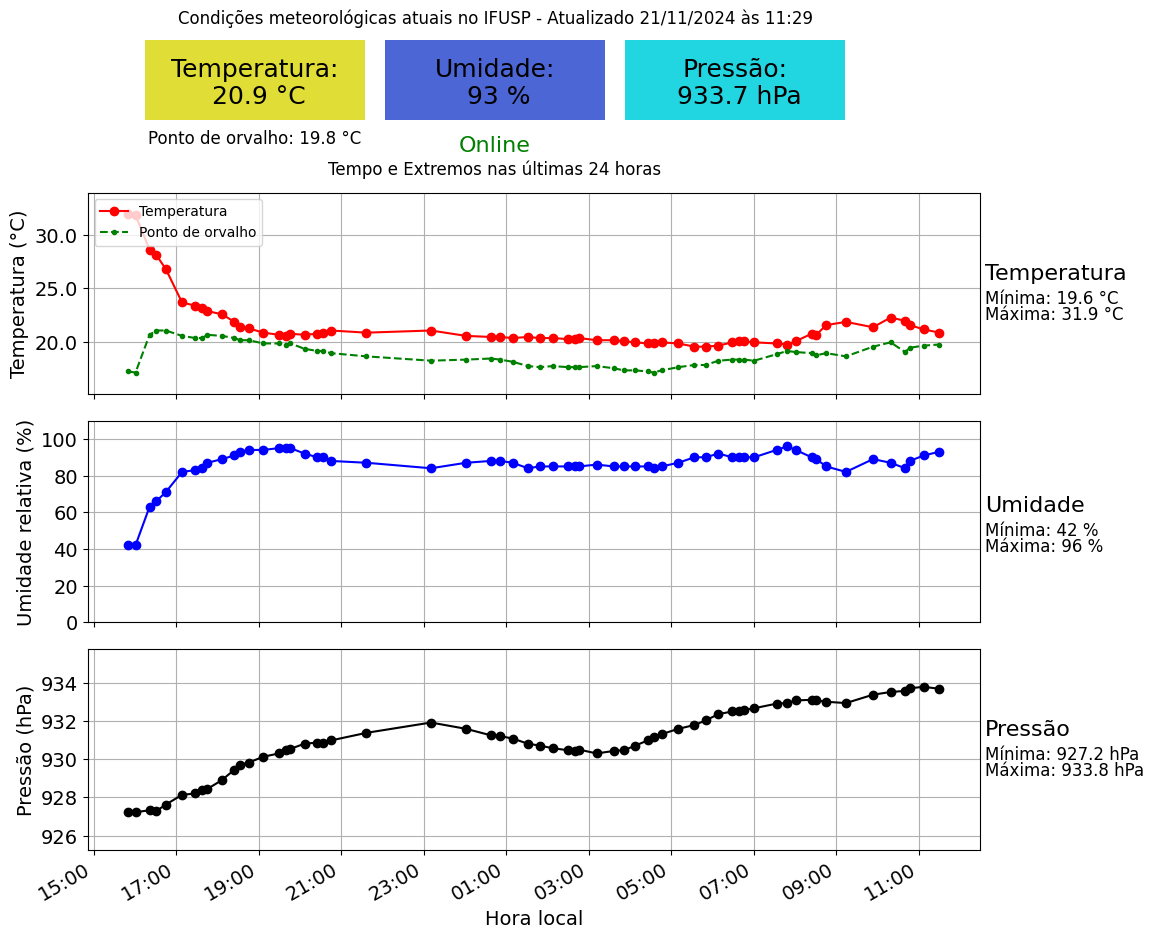 Condições meteorológicas atuais no IFUSP - Atualizado 21/11/2024 às 11:29
Temperatura:
20.9 °C
Umidade:
93 %
Pressão:
933.7 hPa
Ponto de orvalho: 19.8 °C
Online
Tempo e Extremos nas últimas 24 horas
Temperatura (°C)
30.0
25.0
20.0
Temperatura
Ponto de orvalho
Temperatura
Mínima: 19.6 °C
Máxima: 31.9 °C
Umidade relativa (%)
100
80
60
40
20
0
Umidade
Mínima: 42 %
Máxima: 96 %
Pressão (hPa)
934
932
930
928
926
Pressão
Mínima: 927.2 hPa
Máxima: 933.8 hPa
15:00
17:00
19:00
21:00
23:00
01:00
03:00
05:00
07:00
09:00
11:00
Hora local